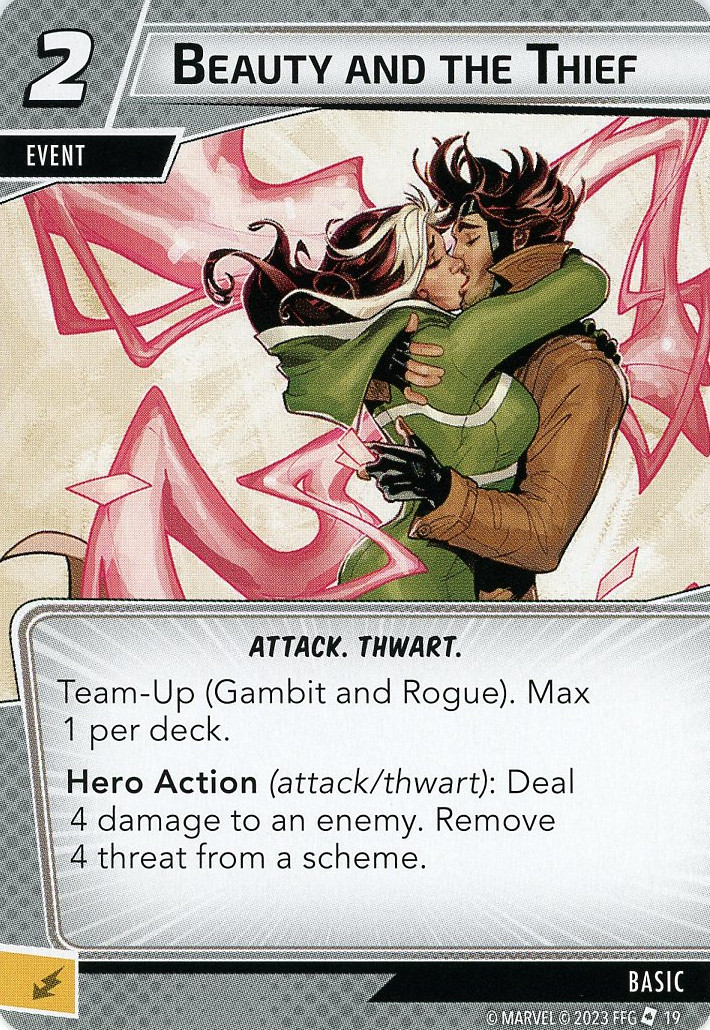 2
BEAUTY AND THE THIEF
EVENT
ATTACK. THWART.
Team-Up (Gambit and Rogue). Max
1 per deck.
Hero Action (attack/thwart): Deal
4 damage to an enemy. Remove
4 threat from a scheme.
BASIC
© MARVEL © 2023 FFG 19